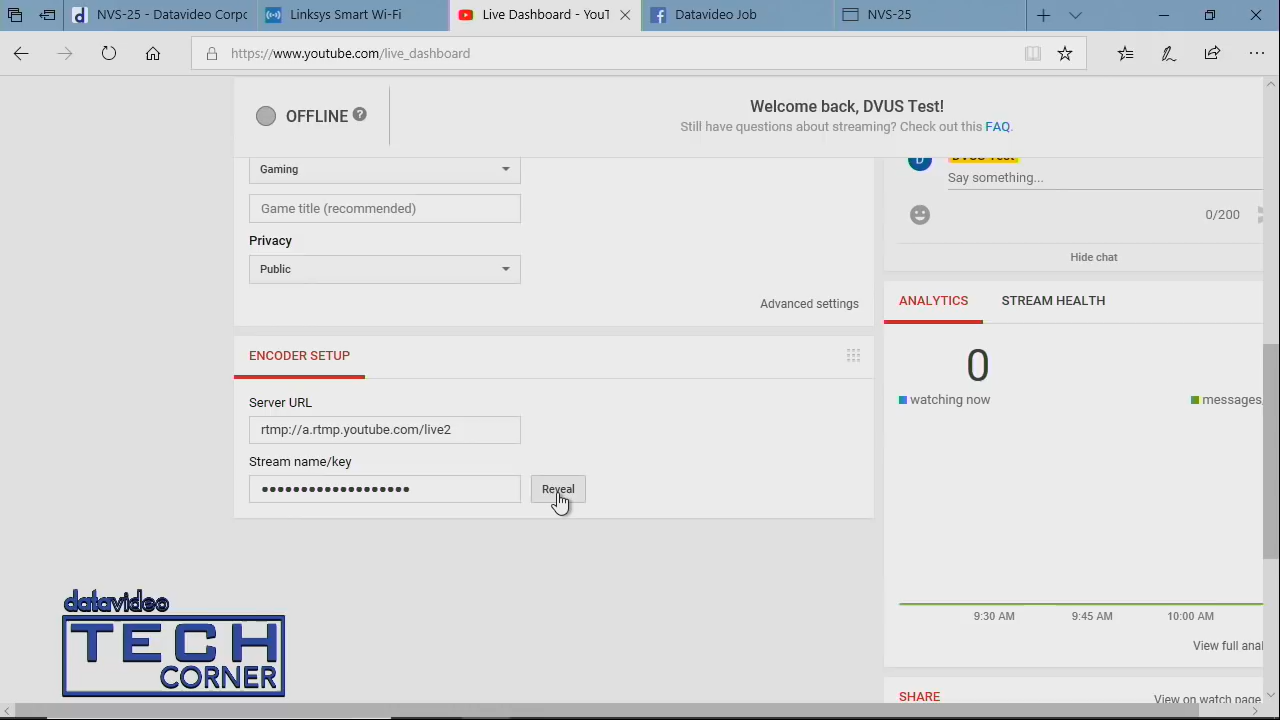 NVS-25 - Datavideo Corpo
Linksys Smart Wi-Fi
Live Dashboard - YouT
Datavideo Job
NVS-25
https://www.youtube.com/live_dashboard
OFFLINE ?
Welcome back, DVUS Test!
Still have questions about streaming? Check out this FAQ.
Gaming
Game title (recommended)
Privacy
Public
Advanced settings
ENCODER SETUP
Server URL
rtmp://a.rtmp.youtube.com/live2
Stream name/key
Reveal
D
DVUS Test
Say something...
0/200
Hide chat
ANALYTICS
STREAM HEALTH
0
watching now
messages/
9:30 AM
9:45 AM
10:00 AM
View full anal
SHARE
View on watch page
datavideo
TECH
CORNER